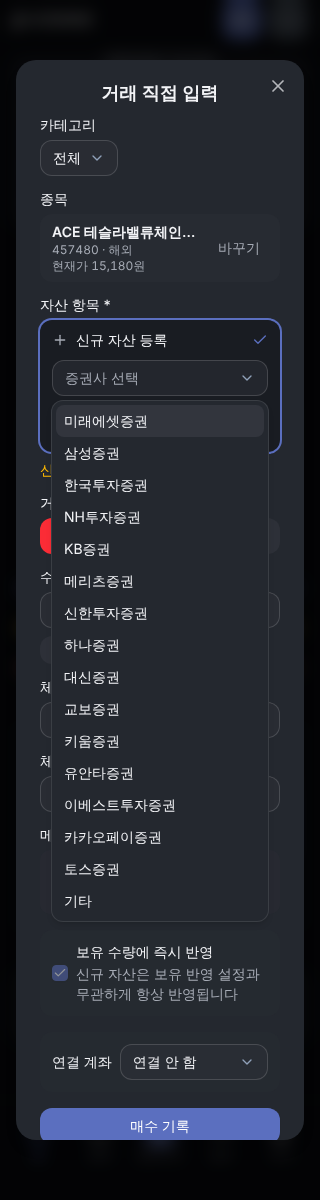 거래 직접 입력
카테고리
전체
종목
ACE 테슬라밸류체인...
457480 · 해외
현재가 15,180원
바꾸기
자산 항목 *
신규 자산 등록
증권사 선택
미래에셋증권
삼성증권
한국투자증권
NH투자증권
KB증권
메리츠증권
신한투자증권
하나증권
대신증권
교보증권
키움증권
유안타증권
이베스트투자증권
카카오페이증권
토스증권
기타
보유 수량에 즉시 반영
신규 자산은 보유 반영 설정과
무관하게 항상 반영됩니다
연결 계좌
연결 안 함
매수 기록